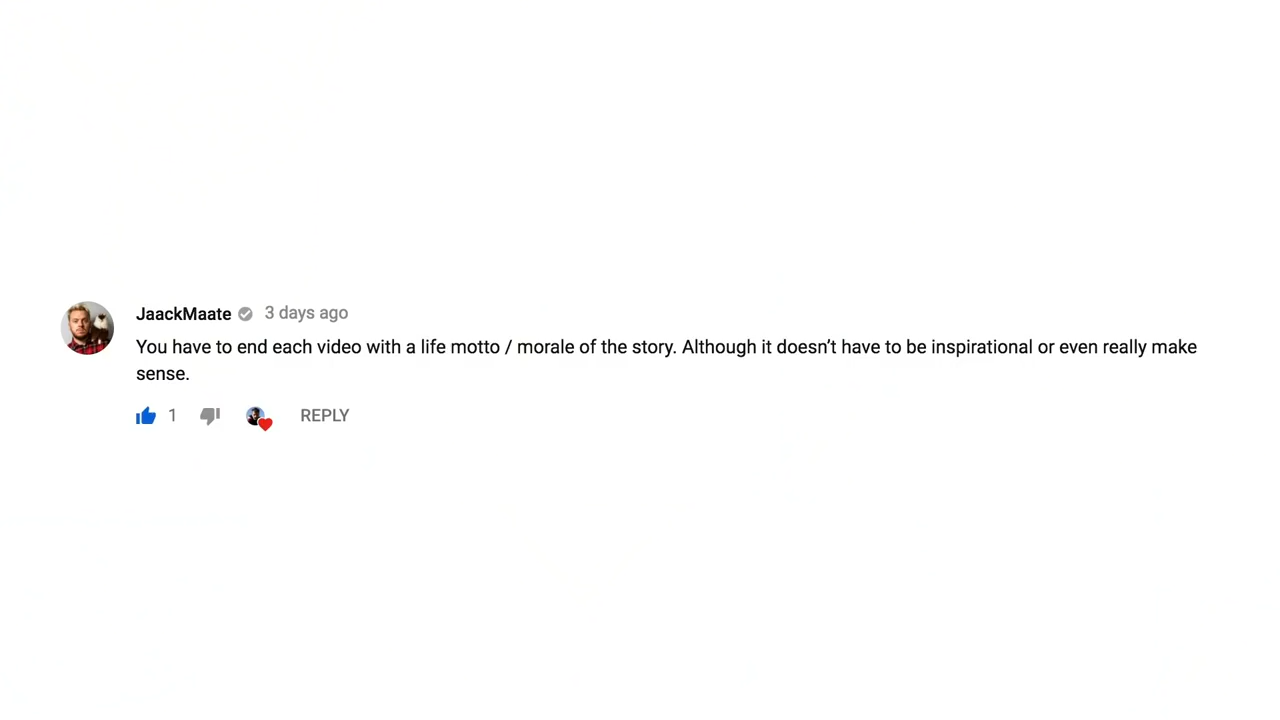 JaackMaate 3 days ago
You have to end each video with a life motto / morale of the story. Although it doesn’t have to be inspirational or even really make
sense.
1 REPLY